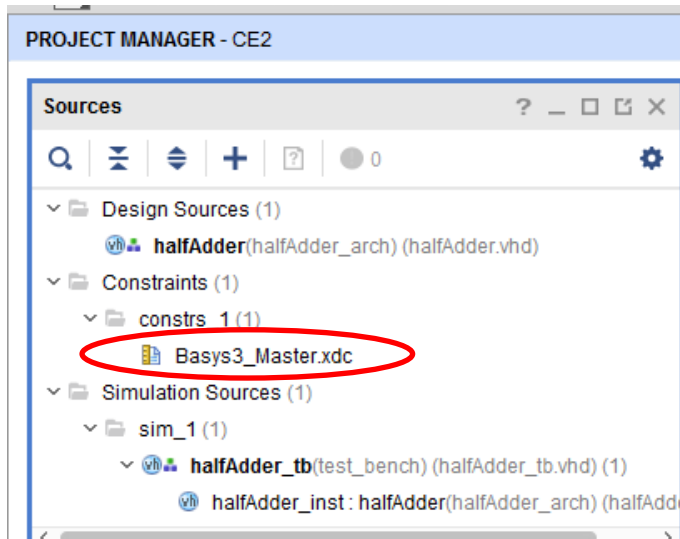 PROJECT MANAGER - CE2
Sources
? _
0
Design Sources (1)
halfAdder(halfAdder_arch) (halfAdder.vhd)
Constraints (1)
constrs_1 (1)
Basys3_Master.xdc
Simulation Sources (1)
sim_1 (1)
halfAdder_tb(test_bench) (halfAdder_tb.vhd) (1)
halfAdder_inst : halfAdder(halfAdder_arch) (halfAdde